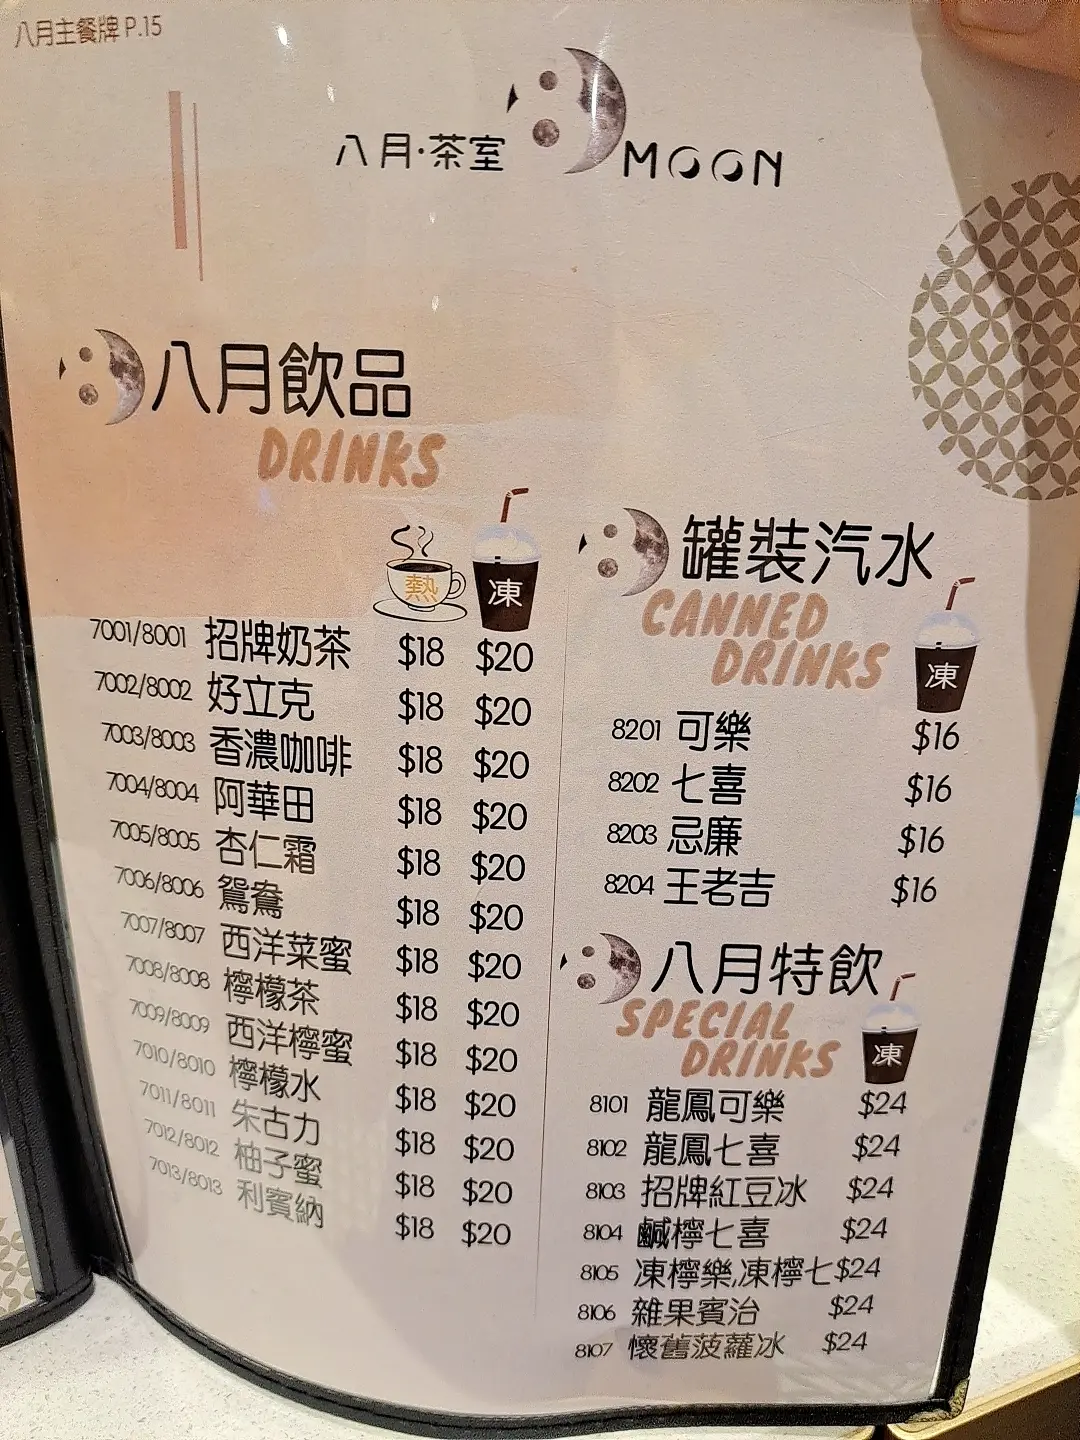 八月主餐牌 P.15
八月·茶室 MOON
八月飲品
DRINKS
熱 凍
7001/8001 招牌奶茶 $18 $20
7002/8002 好立克 $18 $20
7003/8003 香濃咖啡 $18 $20
7004/8004 阿華田 $18 $20
7005/8005 杏仁霜 $18 $20
7006/8006 鴛鴦 $18 $20
7007/8007 西洋菜蜜 $18 $20
7008/8008 檸檬茶 $18 $20
7009/8009 西洋檸蜜 $18 $20
7010/8010 檸檬水 $18 $20
7011/8011 朱古力 $18 $20
7012/8012 柚子蜜 $18 $20
7013/8013 利賓納 $18 $20
罐裝汽水
CANNED
DRINKS
凍
8201 可樂 $16
8202 七喜 $16
8203 忌廉 $16
8204 王老吉 $16
八月特飲
SPECIAL
DRINKS
凍
8101 龍鳳可樂 $24
8102 龍鳳七喜 $24
8103 招牌紅豆冰 $24
8104 鹹檸七喜 $24
8105 凍檸樂,凍檸七 $24
8106 雜果賓治 $24
8107 懷舊菠蘿冰 $24